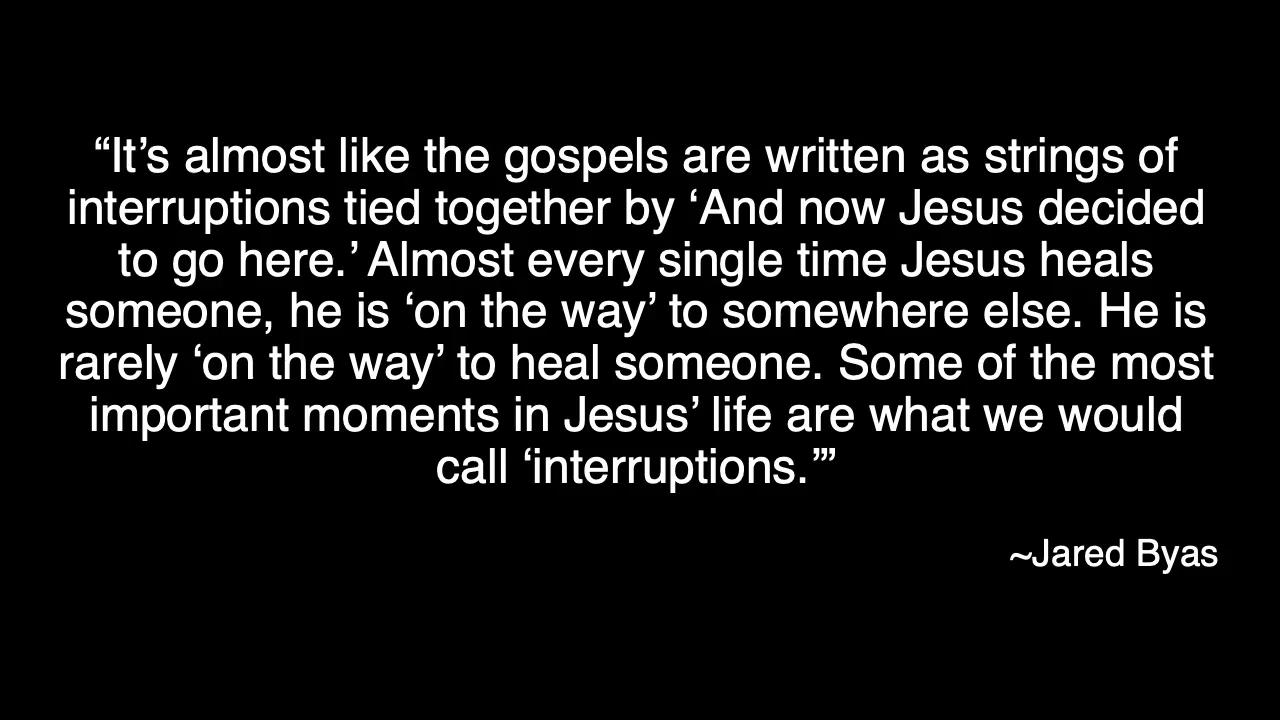 “It’s almost like the gospels are written as strings of
interruptions tied together by ‘And now Jesus decided
to go here.’ Almost every single time Jesus heals
someone, he is ‘on the way’ to somewhere else. He is
rarely ‘on the way’ to heal someone. Some of the most
important moments in Jesus’ life are what we would
call ‘interruptions.’”
~Jared Byas